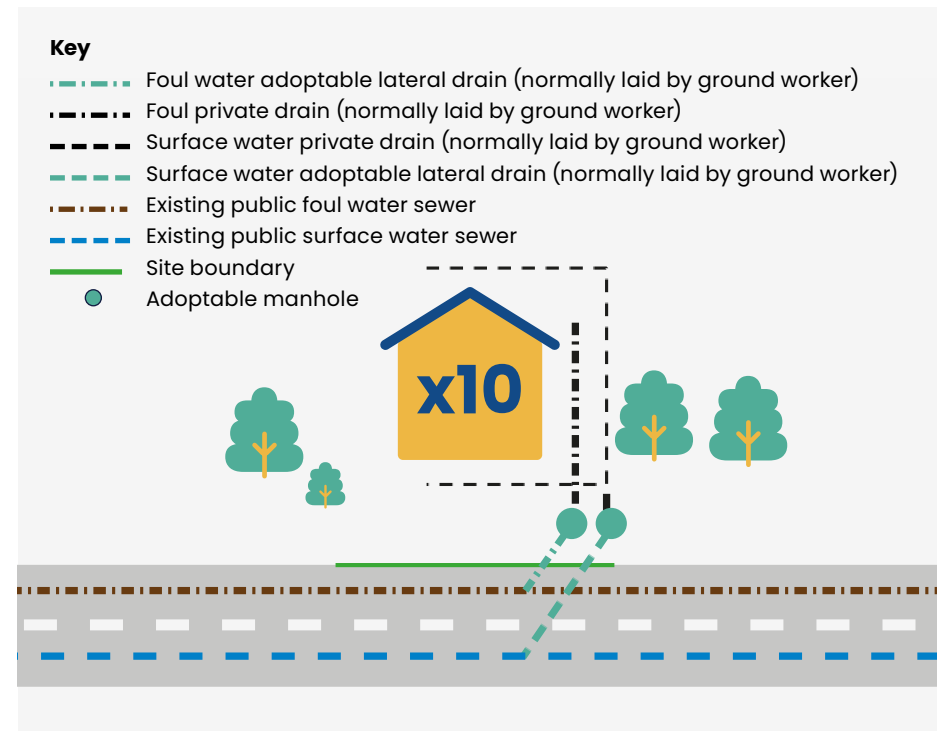 Key
Foul water adoptable lateral drain (normally laid by ground worker)
Foul private drain (normally laid by ground worker)
Surface water private drain (normally laid by ground worker)
Surface water adoptable lateral drain (normally laid by ground worker)
Existing public foul water sewer
Existing public surface water sewer
Site boundary
Adoptable manhole
x10